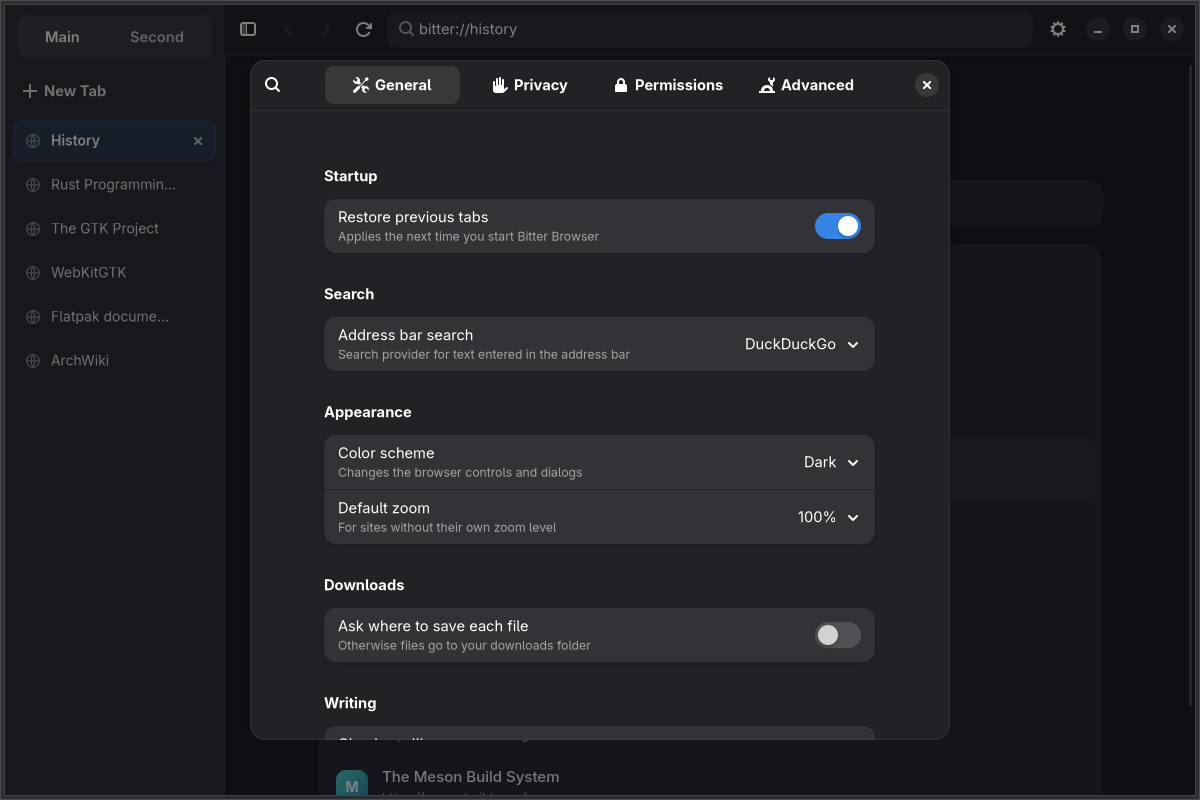 Main
Second
bitter://history
New Tab
History
Rust Programmin...
The GTK Project
WebKitGTK
Flatpak docume...
ArchWiki
General
Privacy
Permissions
Advanced
Startup
Restore previous tabs
Applies the next time you start Bitter Browser
Search
Address bar search
DuckDuckGo
Search provider for text entered in the address bar
Appearance
Color scheme
Dark
Changes the browser controls and dialogs
Default zoom
100%
For sites without their own zoom level
Downloads
Ask where to save each file
Otherwise files go to your downloads folder
Writing
M
The Meson Build System